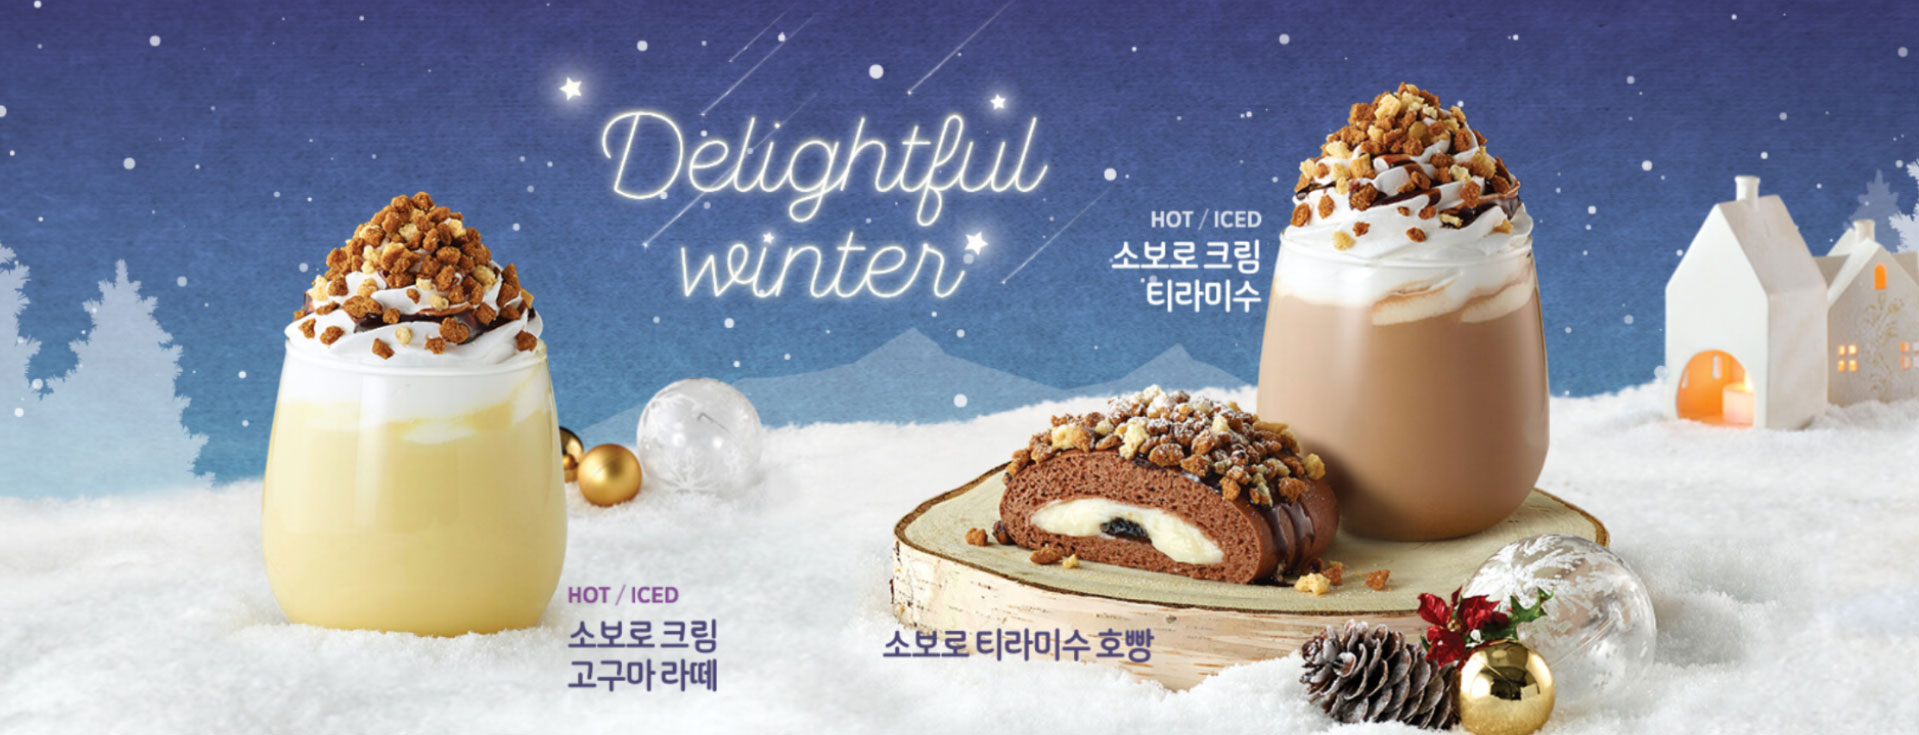 Delightful
winter
HOT / ICED
소보로 크림
티라미수
HOT / ICED
소보로 크림
고구마 라떼
소보로 티라미수 호빵